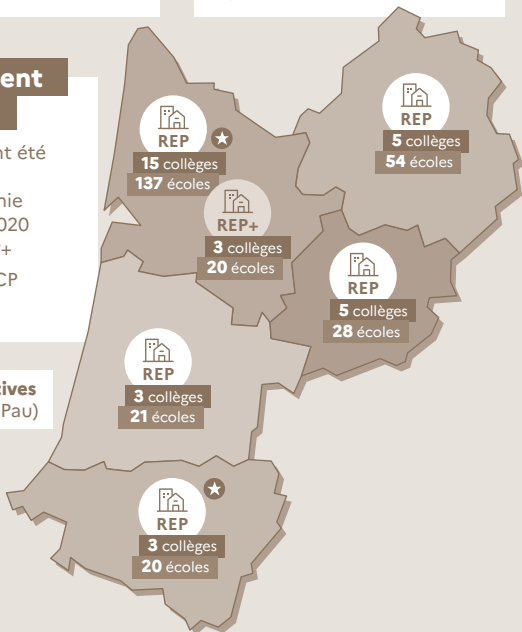 ent
nt été
nie
020
+
CP
tives
Pau)
REP
5 collèges
54 écoles
REP
15 collèges
137 écoles
REP+
3 collèges
20 écoles
REP
5 collèges
28 écoles
REP
3 collèges
21 écoles
REP
3 collèges
20 écoles